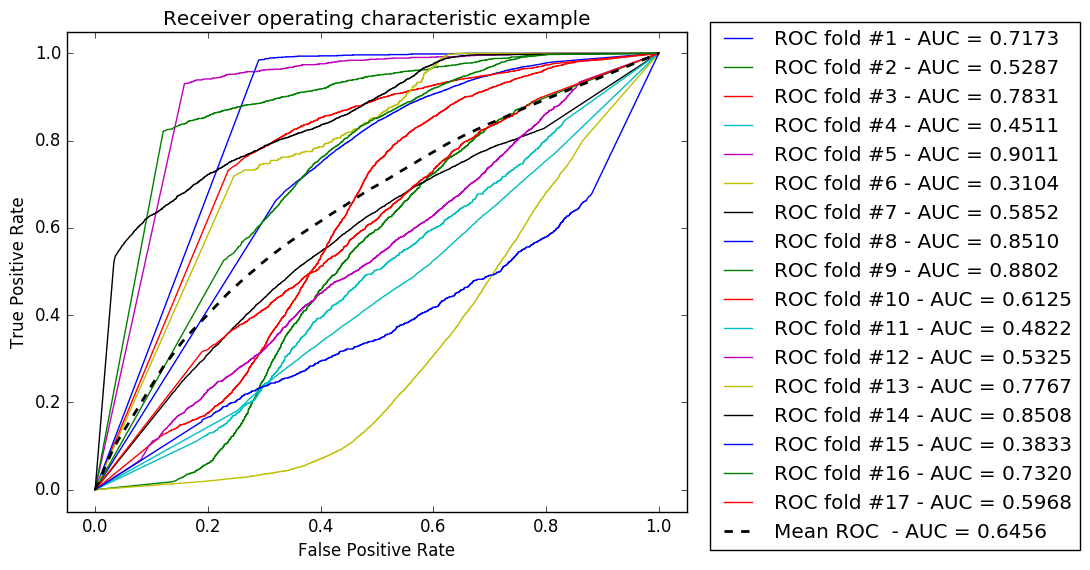 Receiver operating characteristic example
1.0
0.8
0.6
0.4
0.2
0.0
True Positive Rate
0.0 0.2 0.4 0.6 0.8 1.0
False Positive Rate
ROC fold #1 - AUC = 0.7173
ROC fold #2 - AUC = 0.5287
ROC fold #3 - AUC = 0.7831
ROC fold #4 - AUC = 0.4511
ROC fold #5 - AUC = 0.9011
ROC fold #6 - AUC = 0.3104
ROC fold #7 - AUC = 0.5852
ROC fold #8 - AUC = 0.8510
ROC fold #9 - AUC = 0.8802
ROC fold #10 - AUC = 0.6125
ROC fold #11 - AUC = 0.4822
ROC fold #12 - AUC = 0.5325
ROC fold #13 - AUC = 0.7767
ROC fold #14 - AUC = 0.8508
ROC fold #15 - AUC = 0.3833
ROC fold #16 - AUC = 0.7320
ROC fold #17 - AUC = 0.5968
Mean ROC  - AUC = 0.6456